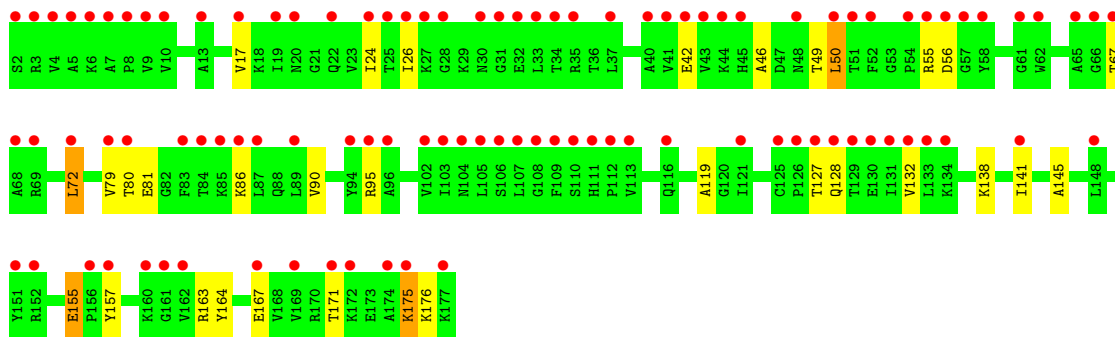 S2 R3 V4 A5 K6 A7 P8 V9 V10 A13 V17 K18 I19 N20 G21 Q22 V23 I24 T25 I26 K27 G28 K29 N30 G31 E32 L33 T34 R35 T36 L37 A40 V41 E42 V43 K44 H45 A46 D47 N48 T49 L50 T51 F52 G53 P54 R55 D56 G57 Y58 G61 W62 A65 G66 T67
A68 R69 L72 V79 T80 E81 G82 F83 T84 K85 K86 L87 Q88 L89 V90 Y94 R95 A96 V102 I103 N104 L105 S106 L107 G108 F109 S110 H111 P112 V113 Q116 A119 G120 I121 C125 P126 T127 Q128 T129 E130 I131 V132 L133 K134 K138 I141 A145 L148
Y151 R152 E155 P156 Y157 K160 G161 V162 R163 Y164 E167 V168 V169 R170 T171 K172 E173 A174 K175 K176 K177